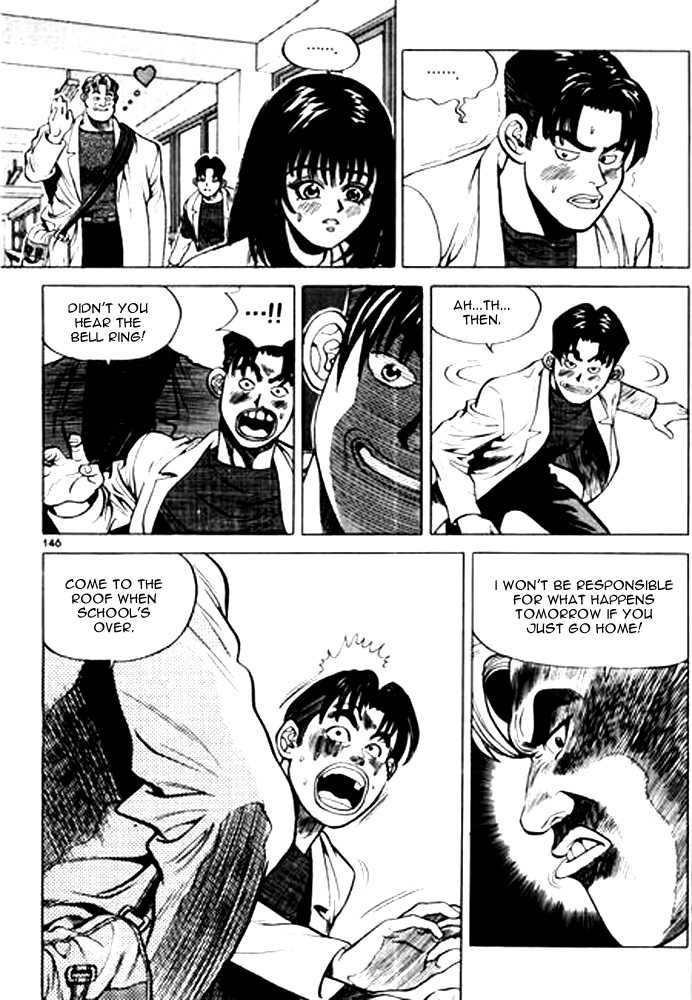 .......
.......
DIDN'T YOU
HEAR THE
BELL RING!
...!!
AH...TH...
THEN.
146
COME TO THE
ROOF WHEN
SCHOOL'S
OVER.
I WON'T BE RESPONSIBLE
FOR WHAT HAPPENS
TOMORROW IF YOU
JUST GO HOME!